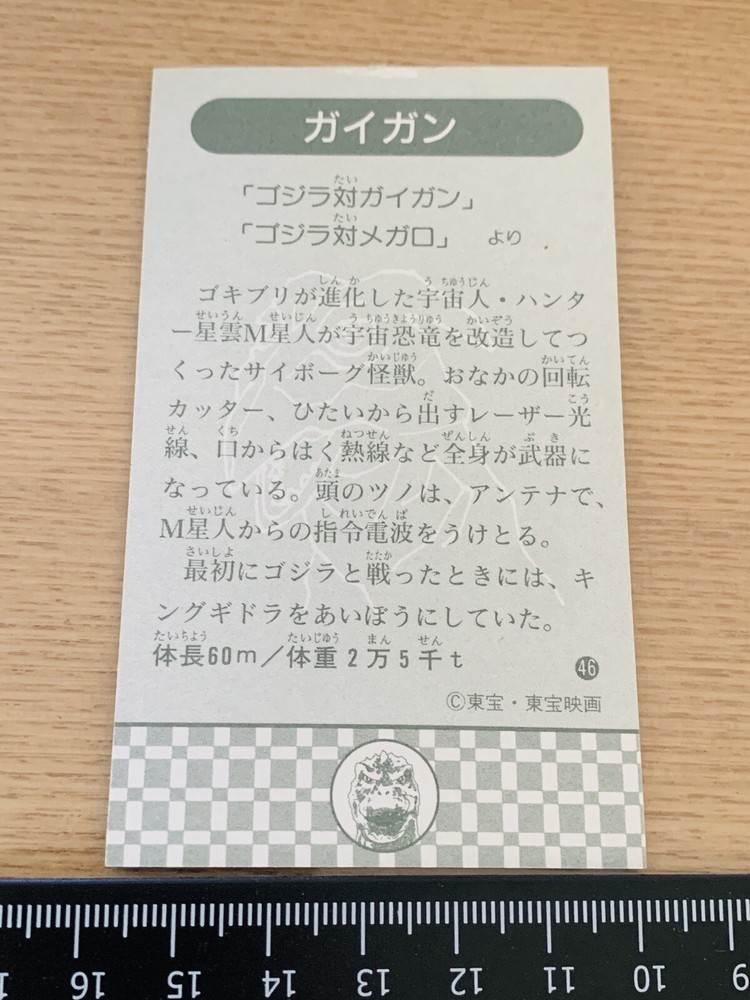 ガイガン
「ゴジラ対ガイガン」
「ゴジラ対メガロ」 より
ゴキブリが進化した宇宙人・ハンタ
ー星雲M星人が宇宙恐竜を改造してつ
くったサイボーグ怪獣。おなかの回転
カッター、ひたいから出すレーザー光
線、口からはく熱線など全身が武器に
なっている。頭のツノは、アンテナで、
M星人からの指令電波をうけとる。
最初にゴジラと戦ったときには、キ
ングギドラをあいぼうにしていた。
体長60m/体重2万5千t
46
©東宝・東宝映画
16 15 14 13 12 11 10 9